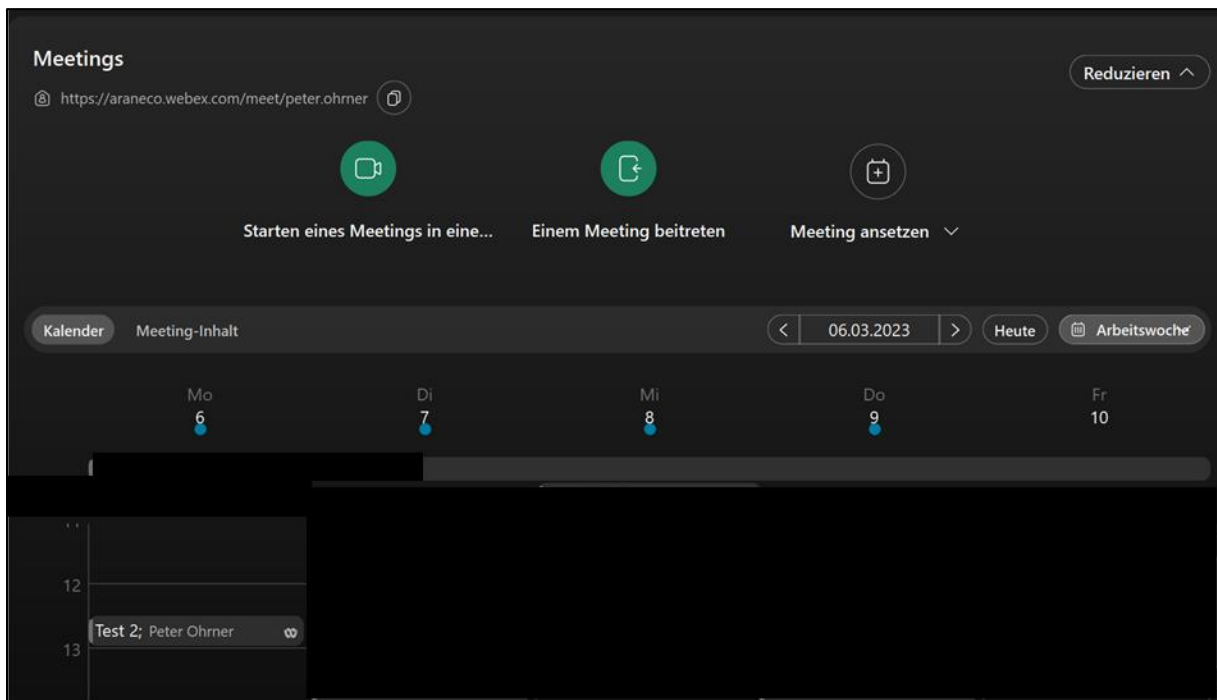 Meetings
Reduzieren
https://araneco.webex.com/meet/peter.ohrner
Starten eines Meetings in eine...
Einem Meeting beitreten
Meeting ansetzen
Kalender
Meeting-Inhalt
06.03.2023
Heute
Arbeitswoche
Mo
Di
Mi
Do
Fr
6
7
8
9
10
12
Test 2; Peter Ohrner
13